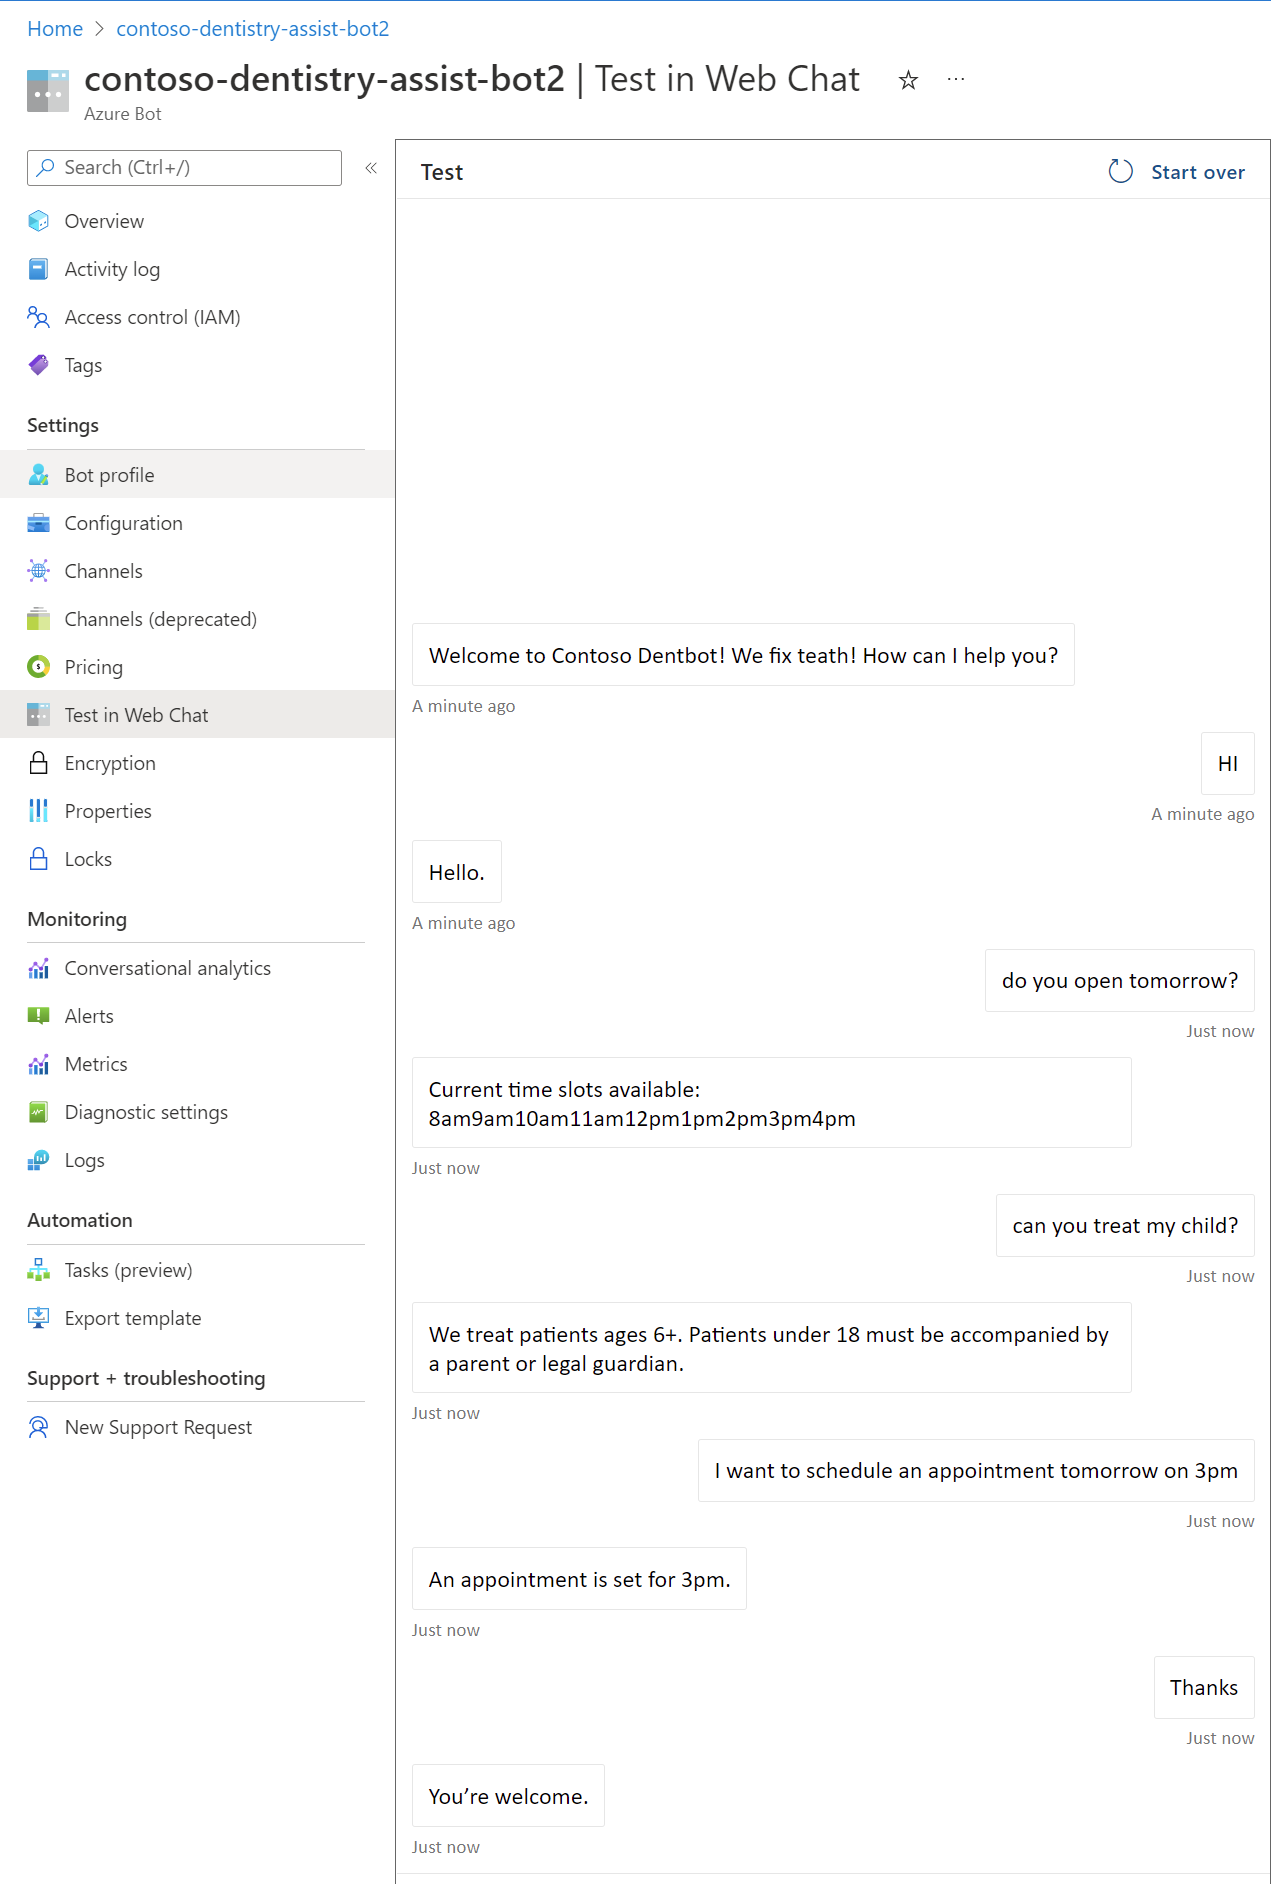 Home > contoso-dentistry-assist-bot2
contoso-dentistry-assist-bot2 | Test in Web Chat
Azure Bot
Search (Ctrl+/)
Overview
Activity log
Access control (IAM)
Tags
Settings
Bot profile
Configuration
Channels
Channels (deprecated)
Pricing
Test in Web Chat
Encryption
Properties
Locks
Monitoring
Conversational analytics
Alerts
Metrics
Diagnostic settings
Logs
Automation
Tasks (preview)
Export template
Support + troubleshooting
New Support Request
Test
Start over
Welcome to Contoso Dentbot! We fix teath! How can I help you?
A minute ago
HI
A minute ago
Hello.
A minute ago
do you open tomorrow?
Just now
Current time slots available:
8am9am10am11am12pm1pm2pm3pm4pm
Just now
can you treat my child?
Just now
We treat patients ages 6+. Patients under 18 must be accompanied by
a parent or legal guardian.
Just now
I want to schedule an appointment tomorrow on 3pm
Just now
An appointment is set for 3pm.
Just now
Thanks
Just now
You’re welcome.
Just now